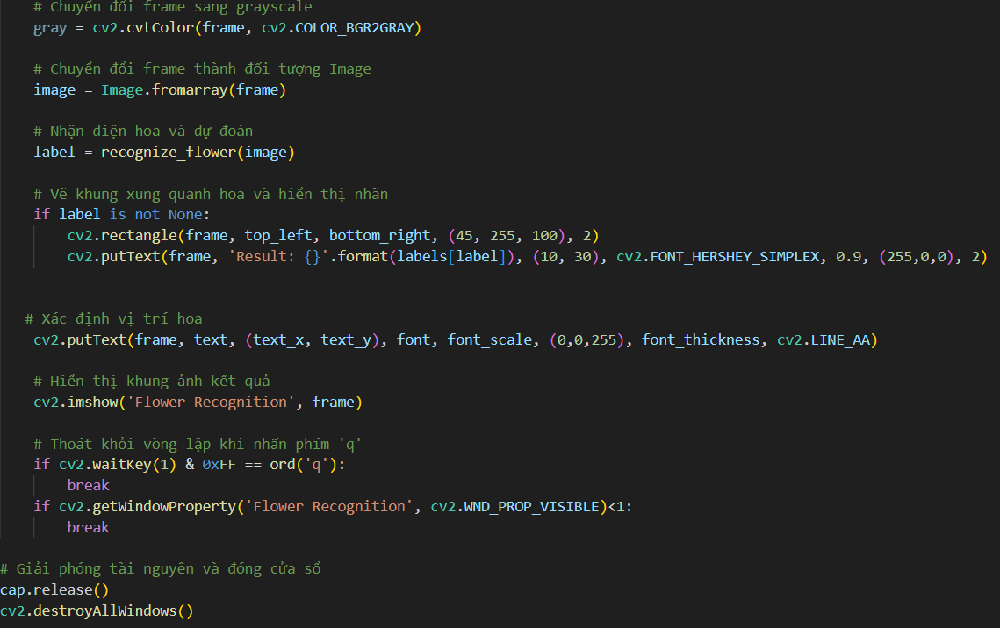 # Chuyển đổi frame sang grayscale
gray = cv2.cvtColor(frame, cv2.COLOR_BGR2GRAY)
# Chuyển đổi frame thành đối tượng Image
image = Image.fromarray(frame)
# Nhận diện hoa và dự đoán
label = recognize_flower(image)
# Vẽ khung xung quanh hoa và hiển thị nhãn
if label is not None:
cv2.rectangle(frame, top_left, bottom_right, (45, 255, 100), 2)
cv2.putText(frame, 'Result: {}'.format(labels[label]), (10, 30), cv2.FONT_HERSHEY_SIMPLEX, 0.9, (255,0,0), 2)
# Xác định vị trí hoa
cv2.putText(frame, text, (text_x, text_y), font, font_scale, (0,0,255), font_thickness, cv2.LINE_AA)
# Hiển thị khung ảnh kết quả
cv2.imshow('Flower Recognition', frame)
# Thoát khỏi vòng lặp khi nhấn phím 'q'
if cv2.waitKey(1) & 0xFF == ord('q'):
break
if cv2.getWindowProperty('Flower Recognition', cv2.WND_PROP_VISIBLE)<1:
break
# Giải phóng tài nguyên và đóng cửa sổ
cap.release()
cv2.destroyAllWindows()